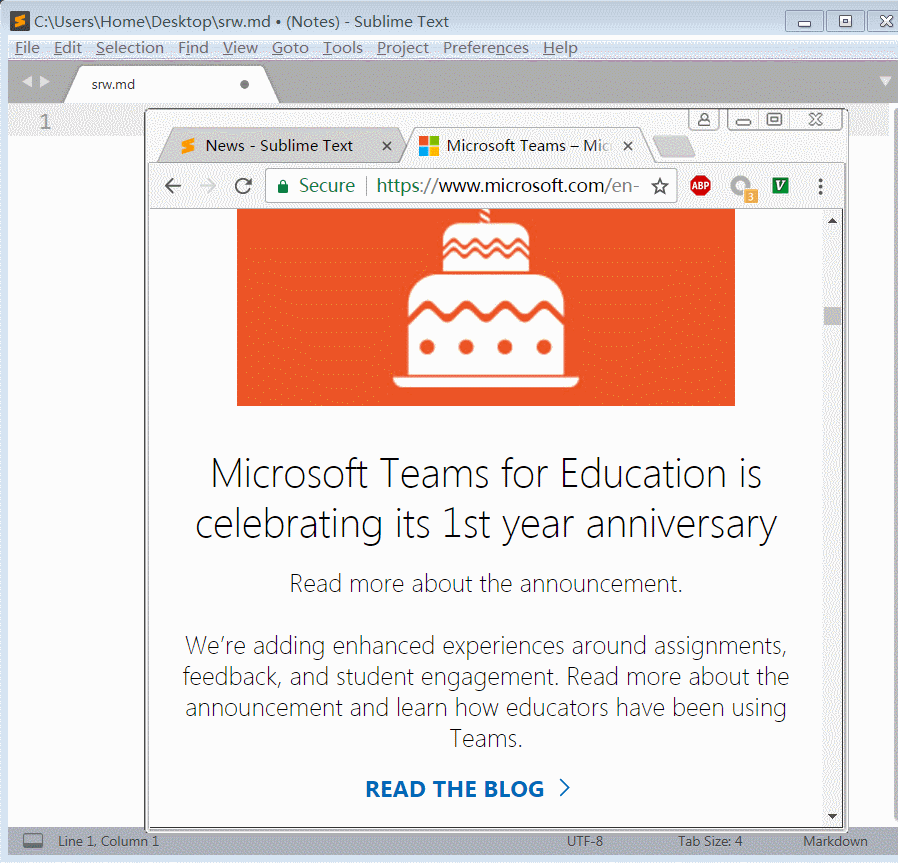 C:\Users\Home\Desktop\srw.md • (Notes) - Sublime Text
File Edit Selection Find View Goto Tools Project Preferences Help
srw.md
1
News - Sublime Text
Microsoft Teams – Mic
Secure | https://www.microsoft.com/en-
ABP
3
V
Microsoft Teams for Education is
celebrating its 1st year anniversary
Read more about the announcement.
We’re adding enhanced experiences around assignments,
feedback, and student engagement. Read more about the
announcement and learn how educators have been using
Teams.
READ THE BLOG
Line 1, Column 1
UTF-8
Tab Size: 4
Markdown